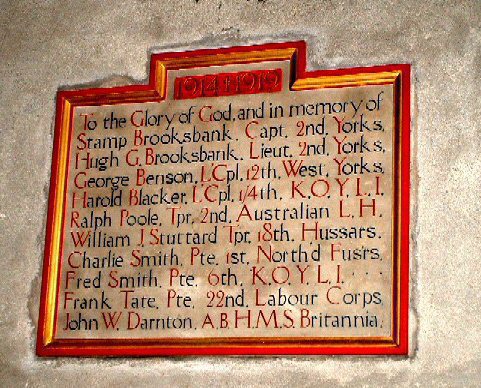 1914 + 1919
To the Glory of God, and in memory of
Stamp Brooksbank. Capt. 2nd. Yorks,
Hugh G. Brooksbank. Lieut. 2nd. Yorks,
George Benson, L.Cpl. 12th. West. Yorks,
Harold Blacker, L.Cpl. 1/4th. K.O.Y.L.I.
Ralph Poole, Tpr. 2nd. Australian L.H.
William J. Stuttard Tpr. 18th. Hussars.
Charlie Smith, Pte. 1st, North'd Fusrs,
Fred Smith, Pte. 6th. K.O.Y.L.I. . . .
Frank Tare, Pte. 22nd. Labour Corps,
John W. Darnton, A.B. H.M.S. Britannia.